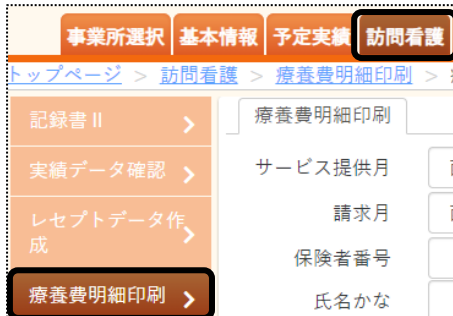 事業所選択 基本情報 予定実績 訪問看護
トップページ > 訪問看護 > 療養費明細印刷 >
記録書Ⅱ
療養費明細印刷
実績データ確認
サービス提供月
レセプトデータ作
成
請求月
保険者番号
療養費明細印刷
氏名かな